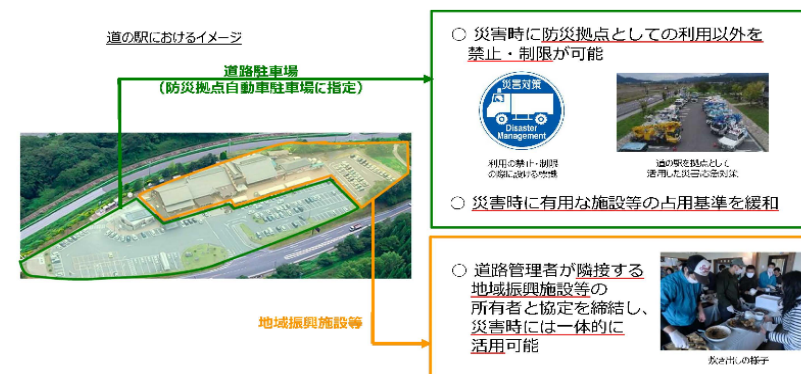 道の駅におけるイメージ
道路駐車場
（防災拠点自動車駐車場に指定）
地域振興施設等
○ 災害時に防災拠点としての利用以外を
禁止・制限が可能
災害対策
Disaster
Management
利用の禁止・制限
の際に設ける標識
道の駅を拠点として
活用した災害応急対策
○ 災害時に有用な施設等の占用基準を緩和
○ 道路管理者が隣接する
地域振興施設等の
所有者と協定を締結し、
災害時には一体的に
活用可能
炊き出しの様子